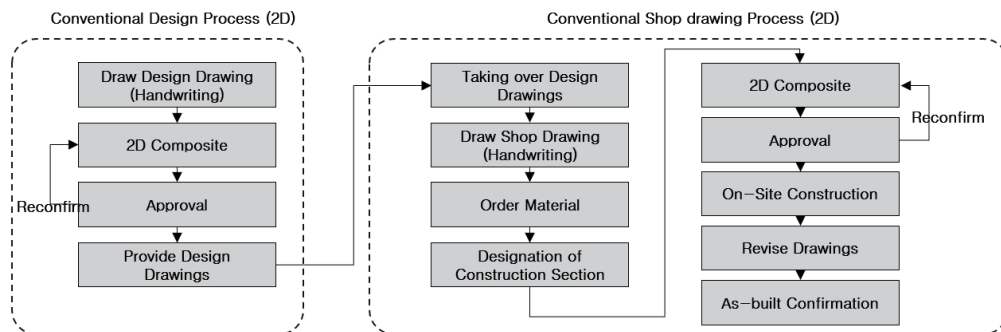 Conventional Design Process (2D)
Draw Design Drawing
(Handwriting)
2D Composite
Reconfirm
Approval
Provide Design
Drawings
Conventional Shop drawing Process (2D)
Taking over Design
Drawings
Draw Shop Drawing
(Handwriting)
Order Material
Designation of
Construction Section
2D Composite
Reconfirm
Approval
On-Site Construction
Revise Drawings
As-built Confirmation